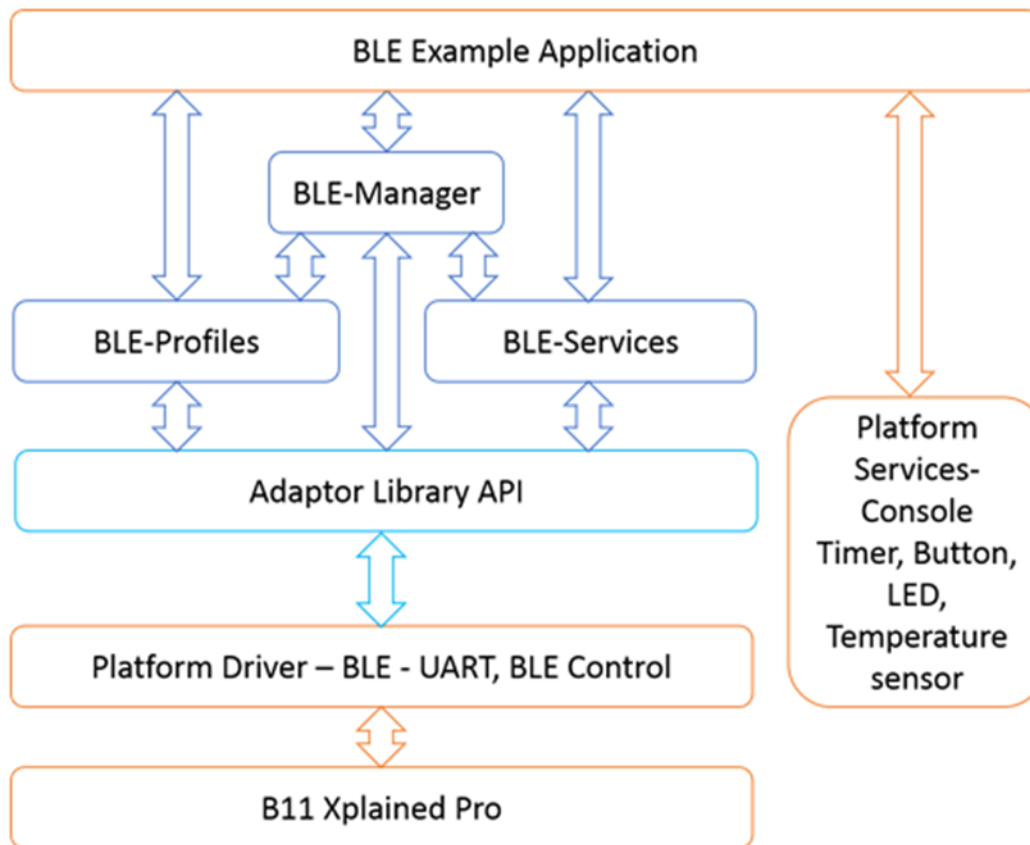 BLE Example Application
BLE-Manager
BLE-Profiles
BLE-Services
Adaptor Library API
Platform
Services-
Console
Timer, Button,
LED,
Temperature
sensor
Platform Driver – BLE - UART, BLE Control
B11 Xplained Pro